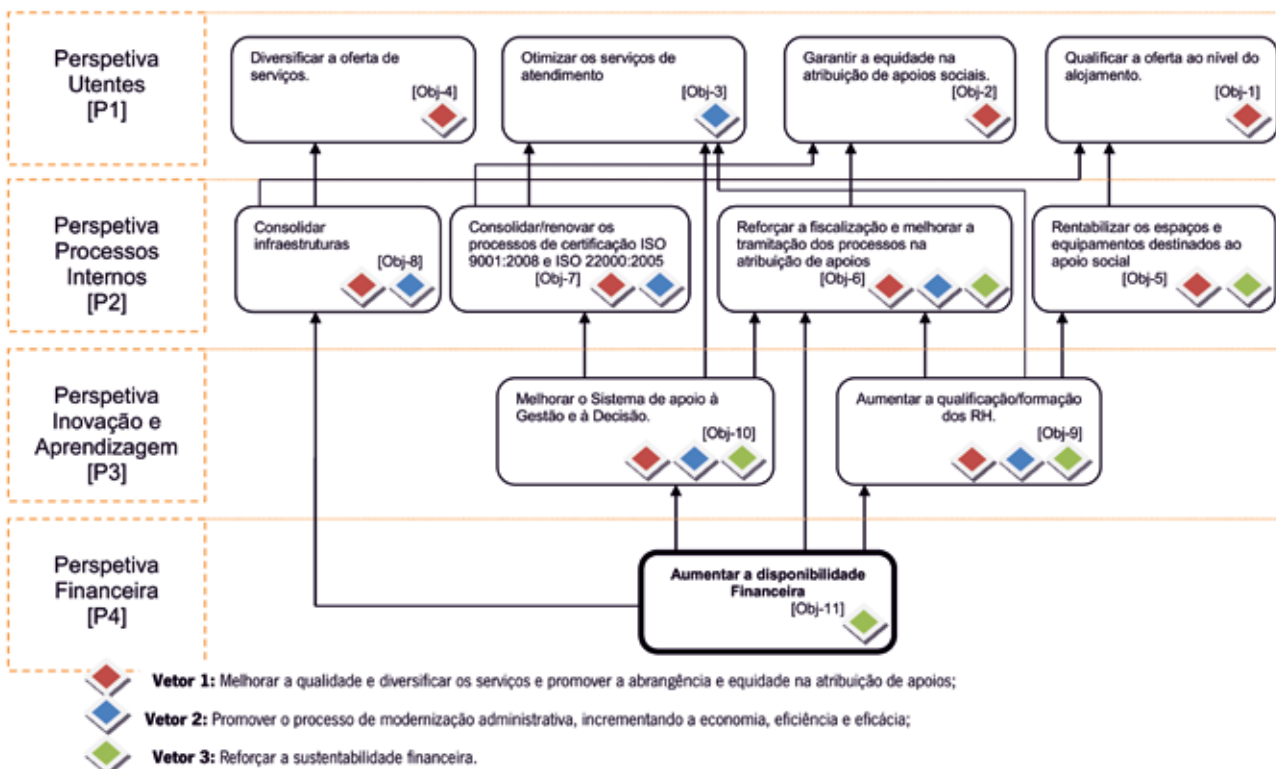 Perspetiva
Utentes
[P1]
Diversificar a oferta de
serviços.
[Obj-4]
Otimizar os serviços de
atendimento
[Obj-3]
Garantir a equidade na
atribuição de apoios sociais.
[Obj-2]
Qualificar a oferta ao nível do
alojamento.
[Obj-1]
Perspetiva
Processos
Internos
[P2]
Consolidar
infraestruturas
[Obj-8]
Consolidar/renovar os
processos de certificação ISO
9001:2008 e ISO 22000:2005
[Obj-7]
Reforçar a fiscalização e melhorar a
tramitação dos processos na
atribuição de apoios
[Obj-6]
Rentabilizar os espaços e
equipamentos destinados ao
apoio social
[Obj-5]
Perspetiva
Inovação e
Aprendizagem
[P3]
Melhorar o Sistema de apoio à
Gestão e à Decisão.
[Obj-10]
Aumentar a qualificação/formação
dos RH.
[Obj-9]
Perspetiva
Financeira
[P4]
Aumentar a disponibilidade
Financeira
[Obj-11]
Vetor 1: Melhorar a qualidade e diversificar os serviços e promover a abrangência e equidade na atribuição de apoios;
Vetor 2: Promover o processo de modernização administrativa, incrementando a economia, eficiência e eficácia;
Vetor 3: Reforçar a sustentabilidade financeira.